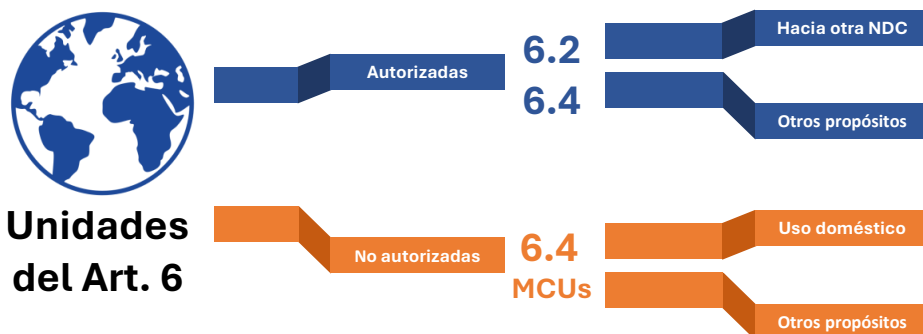 Unidades
del Art. 6
Autorizadas
6.2
6.4
Hacia otra NDC
Otros propósitos
No autorizadas
6.4
MCUs
Uso doméstico
Otros propósitos